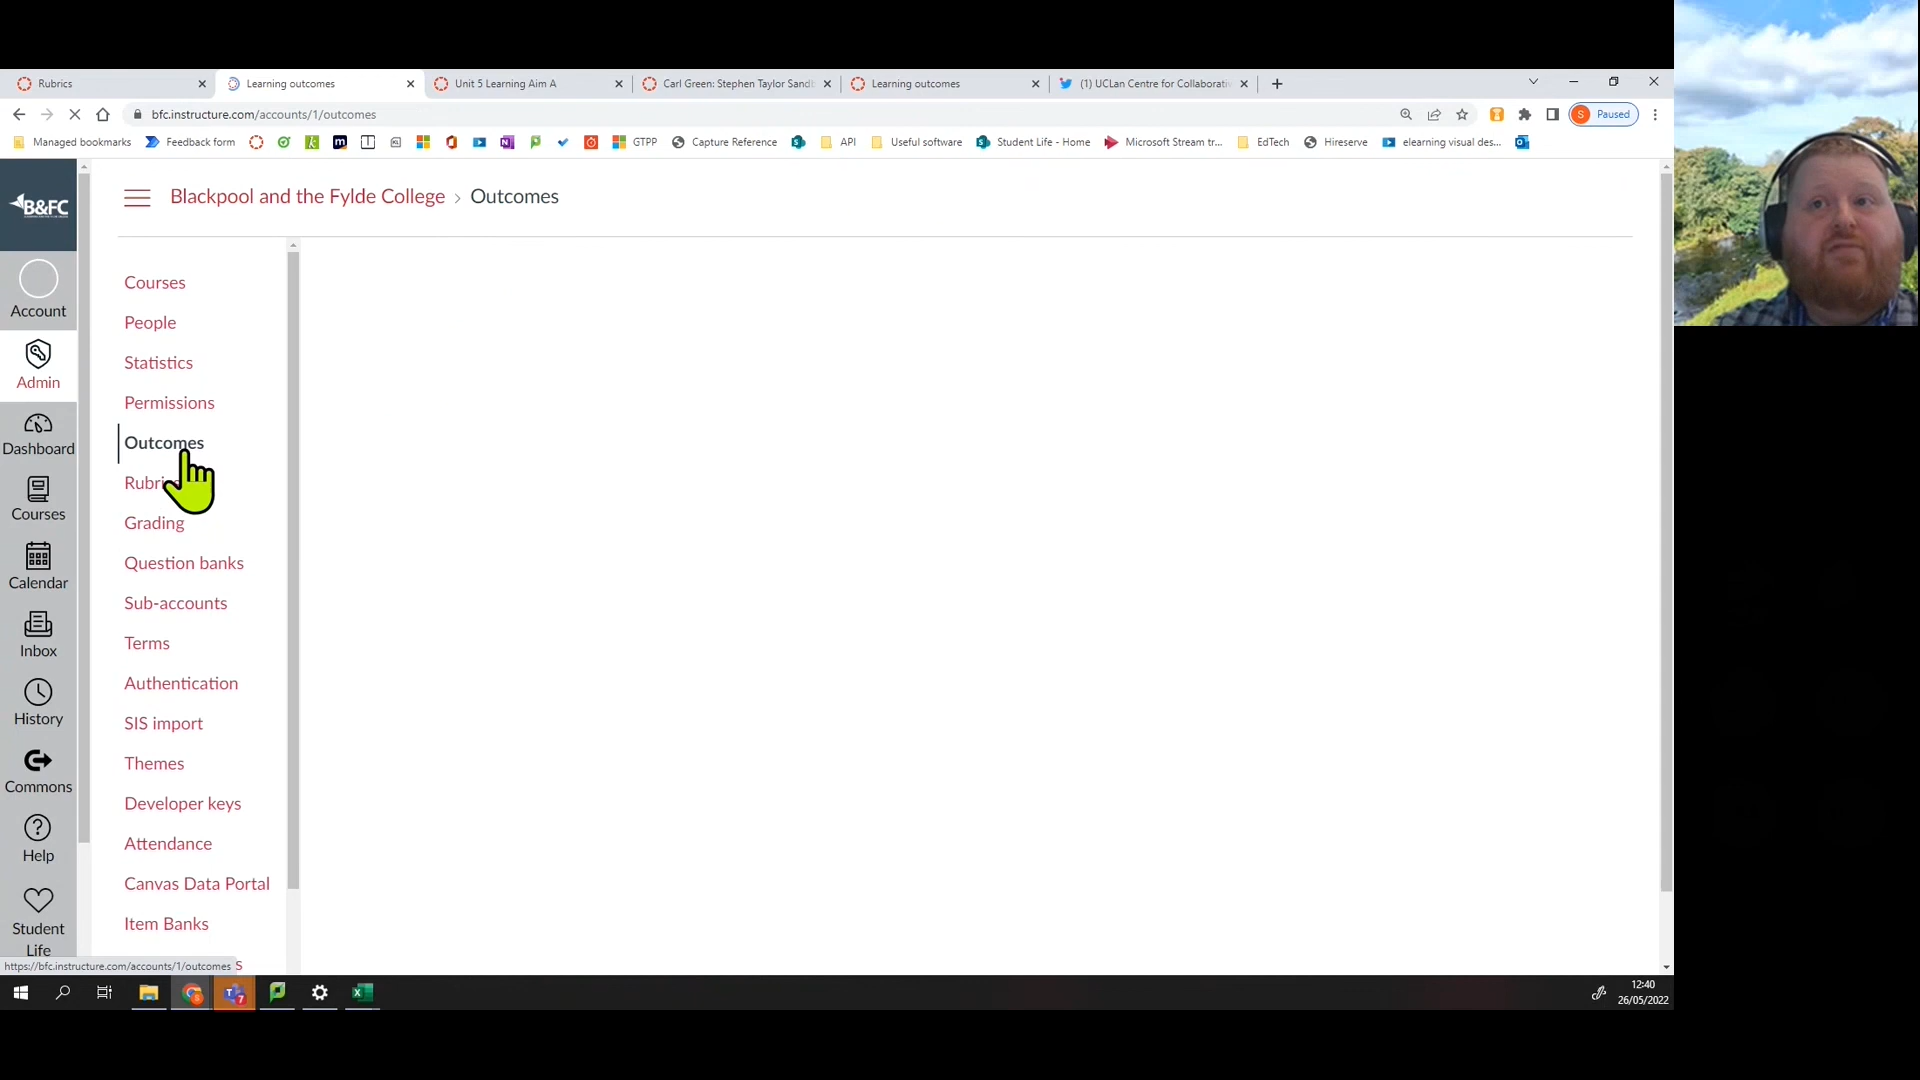 Rubrics
Learning outcomes
Unit 5 Learning Aim A
Carl Green: Stephen Taylor Sandb
Learning outcomes
(1) UCLan Centre for Collaborativ
bfc.instructure.com/accounts/1/outcomes
S
Paused
Managed bookmarks
Feedback form
GTPP
Capture Reference
API
Useful software
Student Life - Home
Microsoft Stream tr...
EdTech
Hireserve
elearning visual des...
B&FC
Blackpool and the Fylde College > Outcomes
Account
Admin
Dashboard
Courses
Calendar
Inbox
History
Commons
Help
Student
Life
Courses
People
Statistics
Permissions
Outcomes
Rubri
Grading
Question banks
Sub-accounts
Terms
Authentication
SIS import
Themes
Developer keys
Attendance
Canvas Data Portal
Item Banks
s
https://bfc.instructure.com/accounts/1/outcomes
12:40
26/05/2022